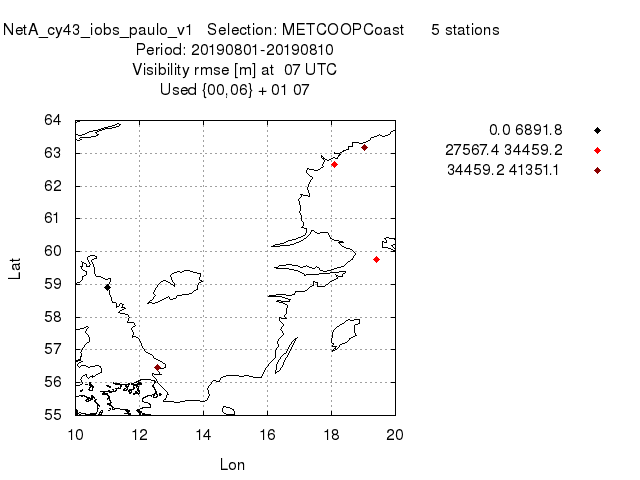 NetA_cy43_iobs_paulo_v1 Selection: METCOOPCoast 5 stations
Period: 20190801-20190810
Visibility rmse [m] at 07 UTC
Used {00,06} + 01 07
0.0 6891.8
27567.4 34459.2
34459.2 41351.1
64
63
62
61
60
59
58
57
56
55
Lat
10 12 14 16 18 20
Lon